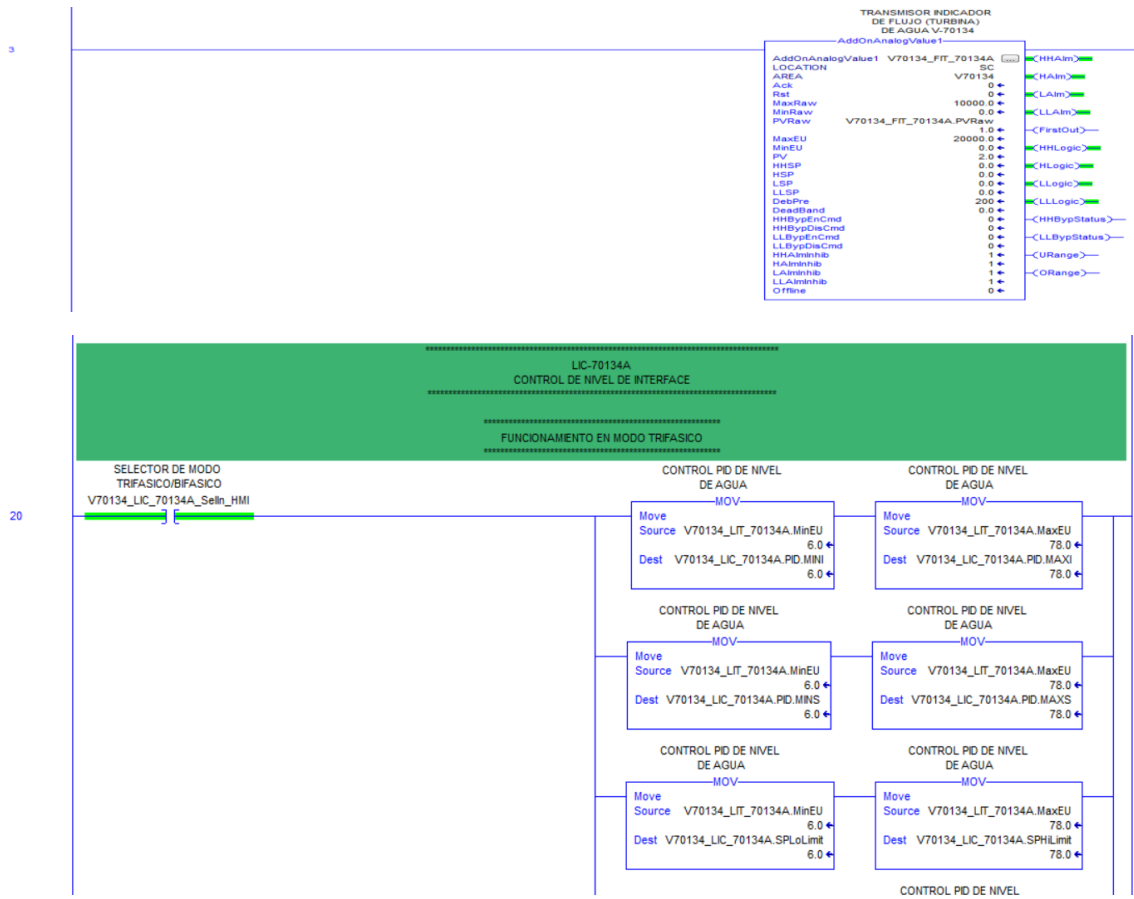 TRANSMISOR INDICADOR
DE FLUJO (TURBINA)
DE AGUA V-70134
AddOnAnalogValue1
3
AddOnAnalogValue1 V70134_FIT_70134A ...
LOCATION SC
AREA V70134
Ack 0
Rst 0
MaxRaw 10000.0
MinRaw 0.0
PVRaw V70134_FIT_70134A.PVRaw
1.0
MaxEU 20000.0
MinEU 0.0
PV 2.0
HHSP 0.0
HSP 0.0
LSP 0.0
LLSP 0.0
DebPre 200
DeadBand 0.0
HHBypEnCmd 0
HHBypDisCmd 0
LLBypEnCmd 0
LLBypDisCmd 0
HHAlmInhib 1
HAlmInhib 1
LAlmInhib 1
LLAlmInhib 1
Offline 0
HHAlm
HAlm
LAlm
LLAlm
FirstOut
HHLogic
HLogic
LLogic
LLLogic
HHBypStatus
LLBypStatus
URange
ORange
LIC-70134A
CONTROL DE NIVEL DE INTERFACE
FUNCIONAMIENTO EN MODO TRIFASICO
SELECTOR DE MODO
TRIFASICO/BIFASICO
V70134_LIC_70134A_SelIn_HMI
20
CONTROL PID DE NIVEL
DE AGUA
MOV
Move
Source V70134_LIT_70134A.MinEU
6.0
Dest V70134_LIC_70134A.PID.MINI
6.0
CONTROL PID DE NIVEL
DE AGUA
MOV
Move
Source V70134_LIT_70134A.MaxEU
78.0
Dest V70134_LIC_70134A.PID.MAXI
78.0
CONTROL PID DE NIVEL
DE AGUA
MOV
Move
Source V70134_LIT_70134A.MinEU
6.0
Dest V70134_LIC_70134A.PID.MINS
6.0
CONTROL PID DE NIVEL
DE AGUA
MOV
Move
Source V70134_LIT_70134A.MaxEU
78.0
Dest V70134_LIC_70134A.PID.MAXS
78.0
CONTROL PID DE NIVEL
DE AGUA
MOV
Move
Source V70134_LIT_70134A.MinEU
6.0
Dest V70134_LIC_70134A.SPLoLimit
6.0
CONTROL PID DE NIVEL
DE AGUA
MOV
Move
Source V70134_LIT_70134A.MaxEU
78.0
Dest V70134_LIC_70134A.SPHiLimit
78.0
CONTROL PID DE NIVEL